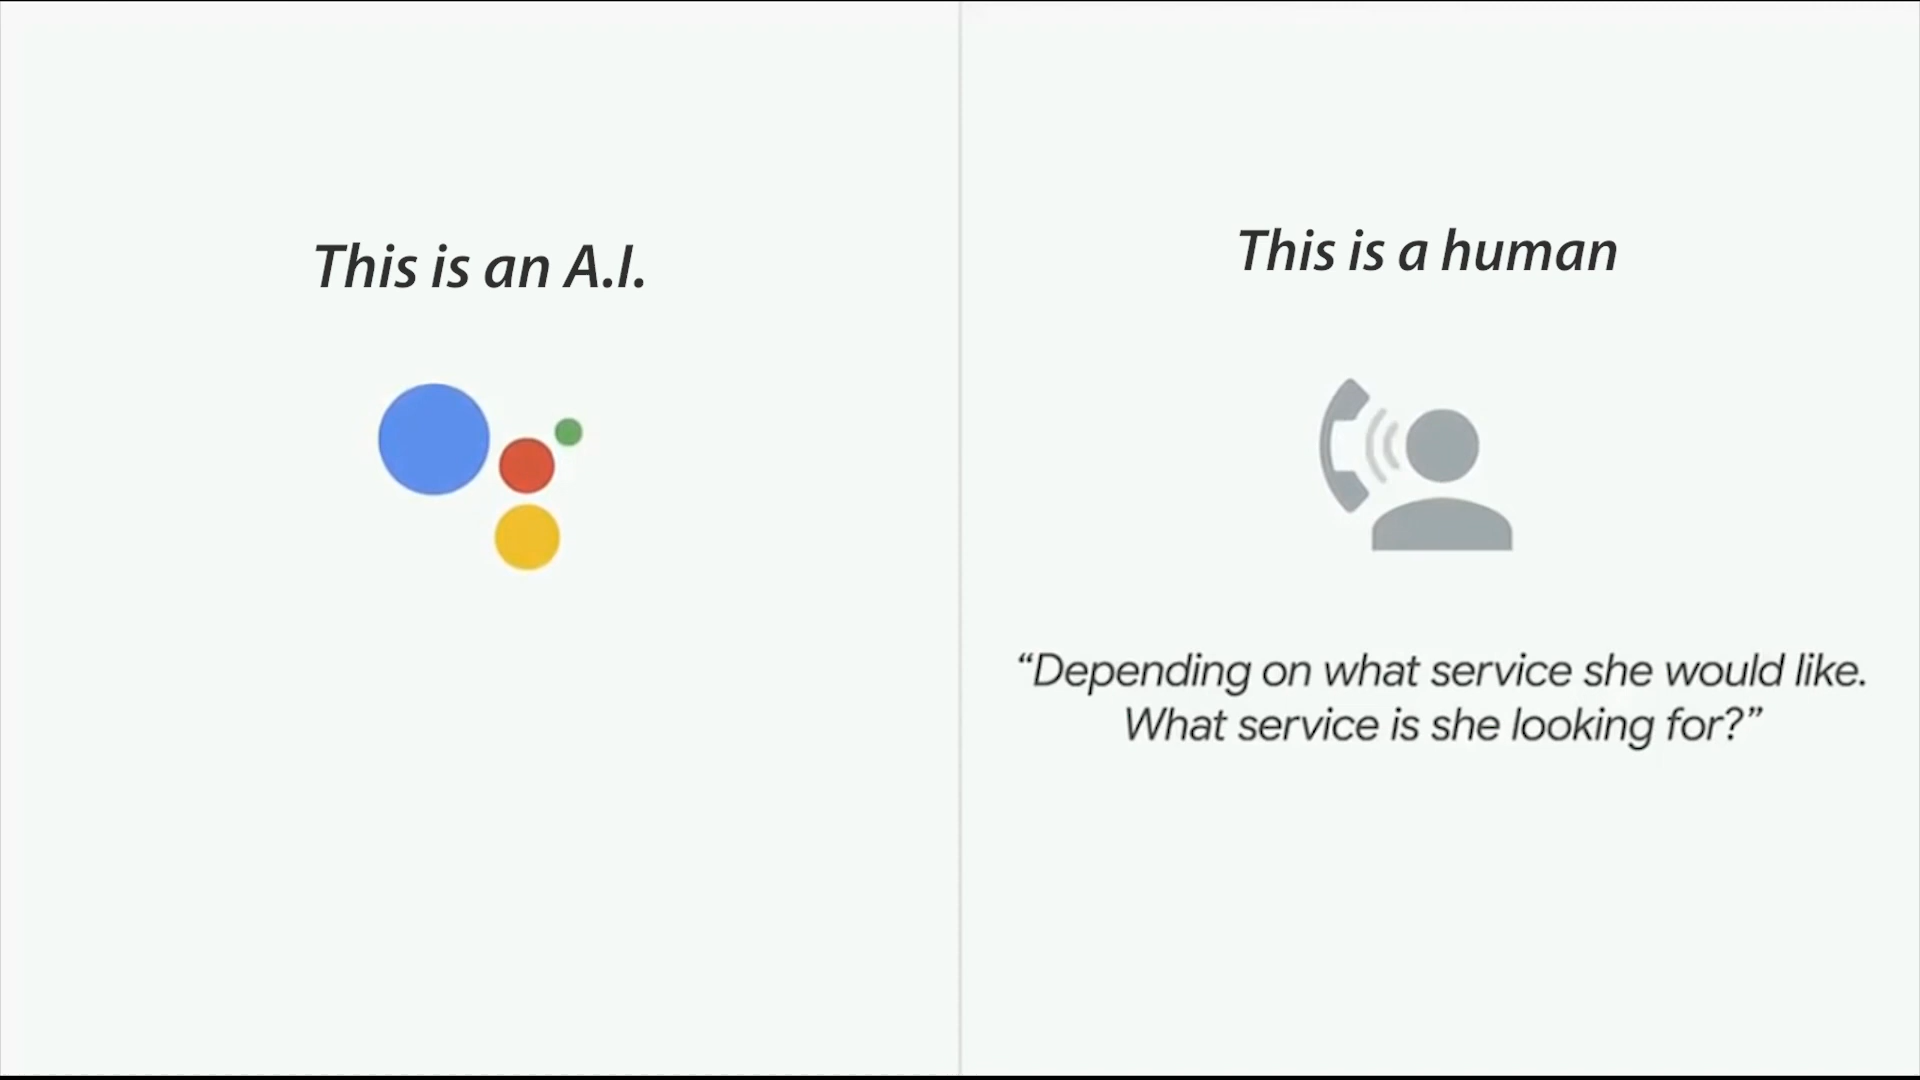 This is an A.I.
This is a human
“Depending on what service she would like.
What service is she looking for?”